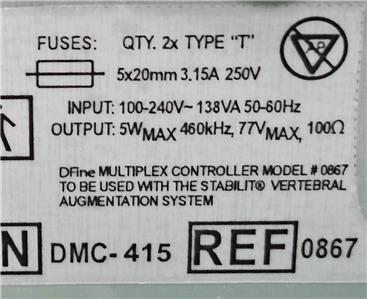 FUSES: QTY. 2x TYPE "T"
5x20mm 3.15A 250V
INPUT: 100-240V~ 138VA 50-60Hz
OUTPUT: 5WMAX 460kHz, 77VMAX, 100Ω
DFine MULTIPLEX CONTROLLER MODEL # 0867
TO BE USED WITH THE STABILIT® VERTEBRAL
AUGMENTATION SYSTEM
N DMC-415 REF 0867